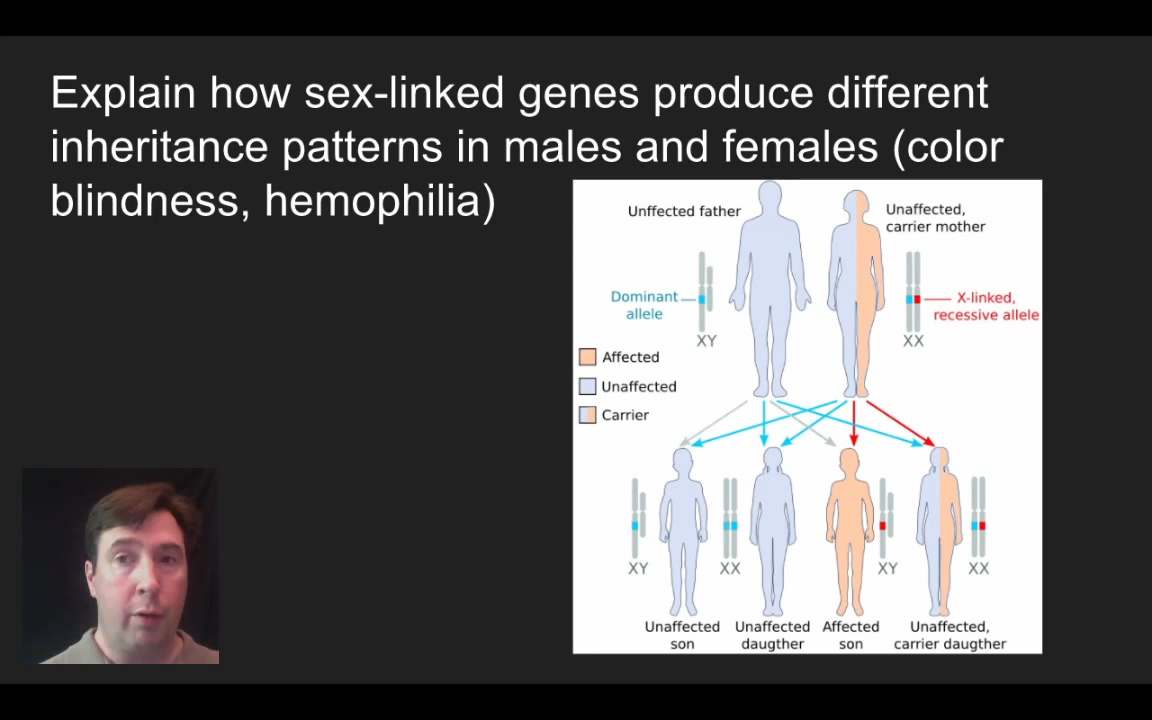 Explain how sex-linked genes produce different
inheritance patterns in males and females (color
blindness, hemophilia)
Unffected father
Unaffected,
carrier mother
Dominant
allele
X-linked,
recessive allele
XY
XX
Affected
Unaffected
Carrier
XY
XX
XY
XX
Unaffected
son
Unaffected
daugther
Affected
son
Unaffected,
carrier daugther